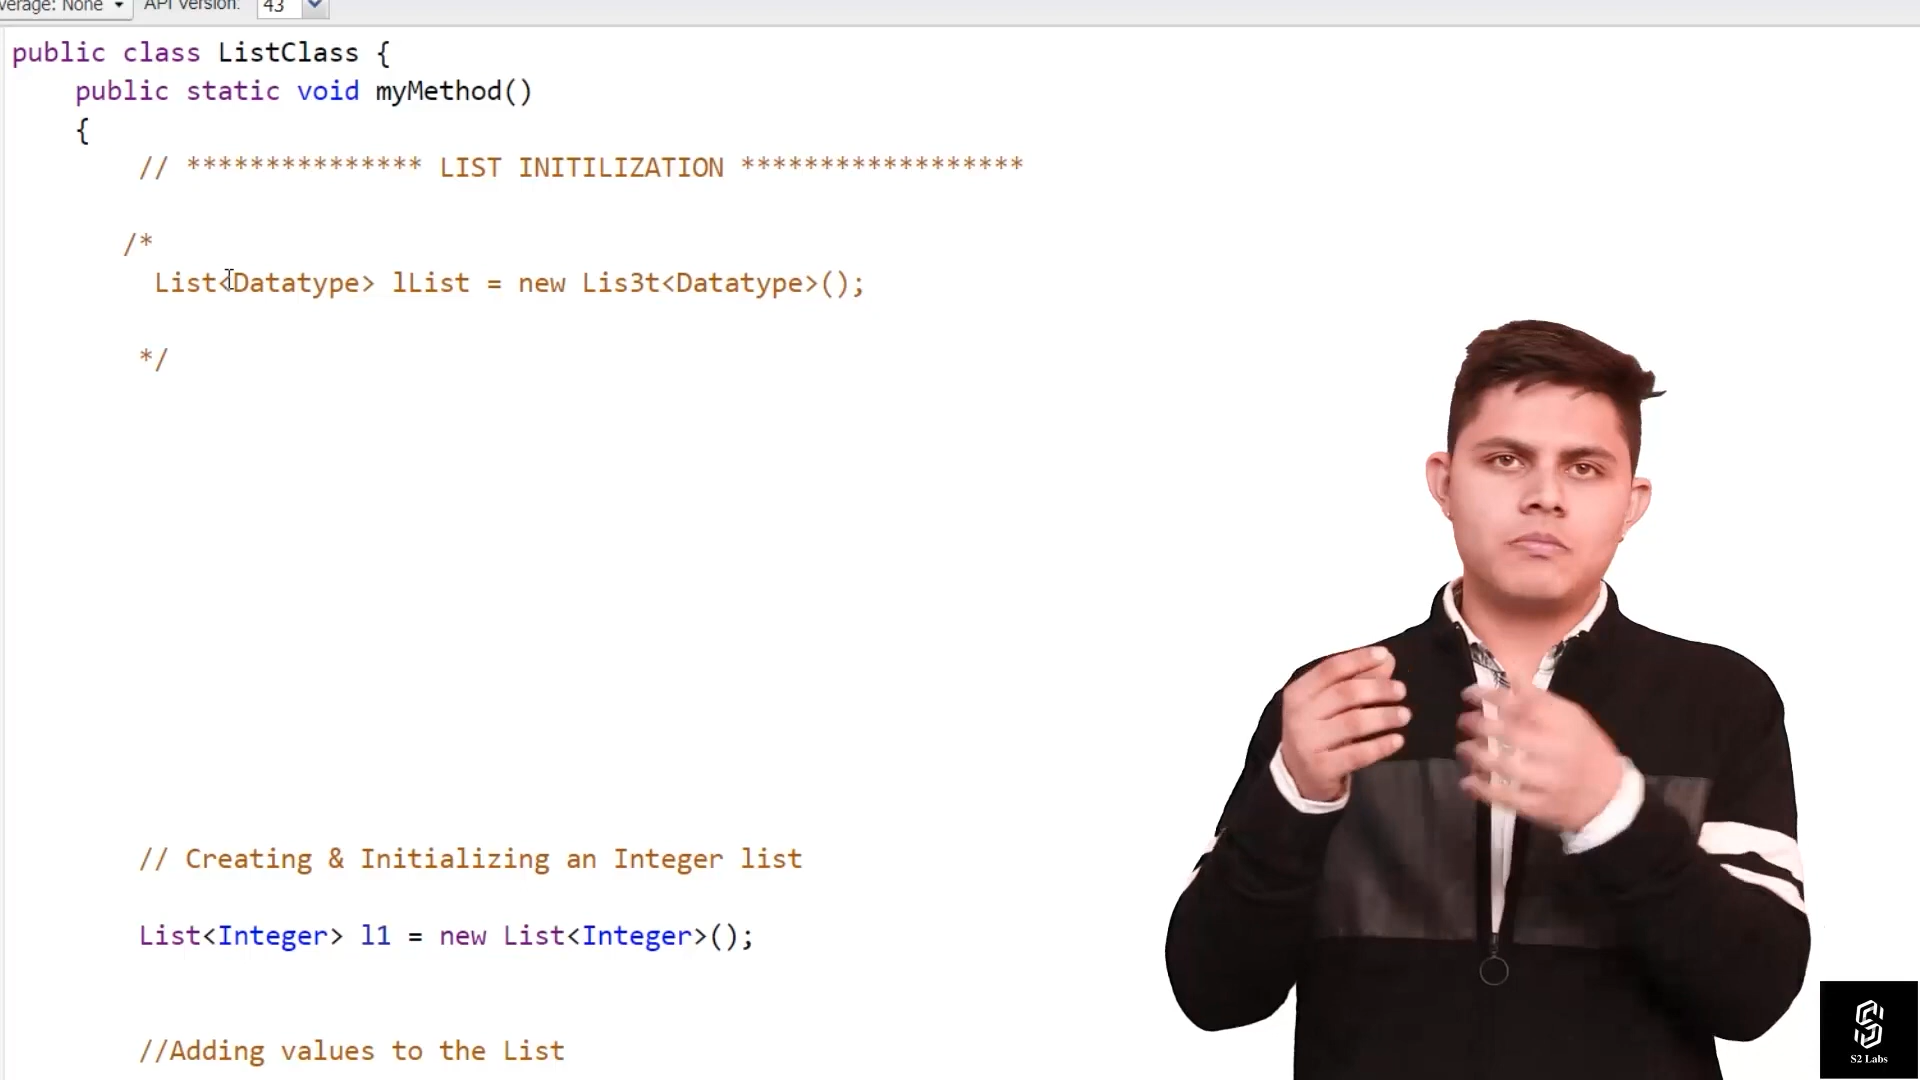 verage: None API Version: 43
public class ListClass {
public static void myMethod()
{
// *************** LIST INITILIZATION ******************
/*
List<Datatype> lList = new Lis3t<Datatype>();
*/
// Creating & Initializing an Integer list
List<Integer> l1 = new List<Integer>();
//Adding values to the List
S2 Labs